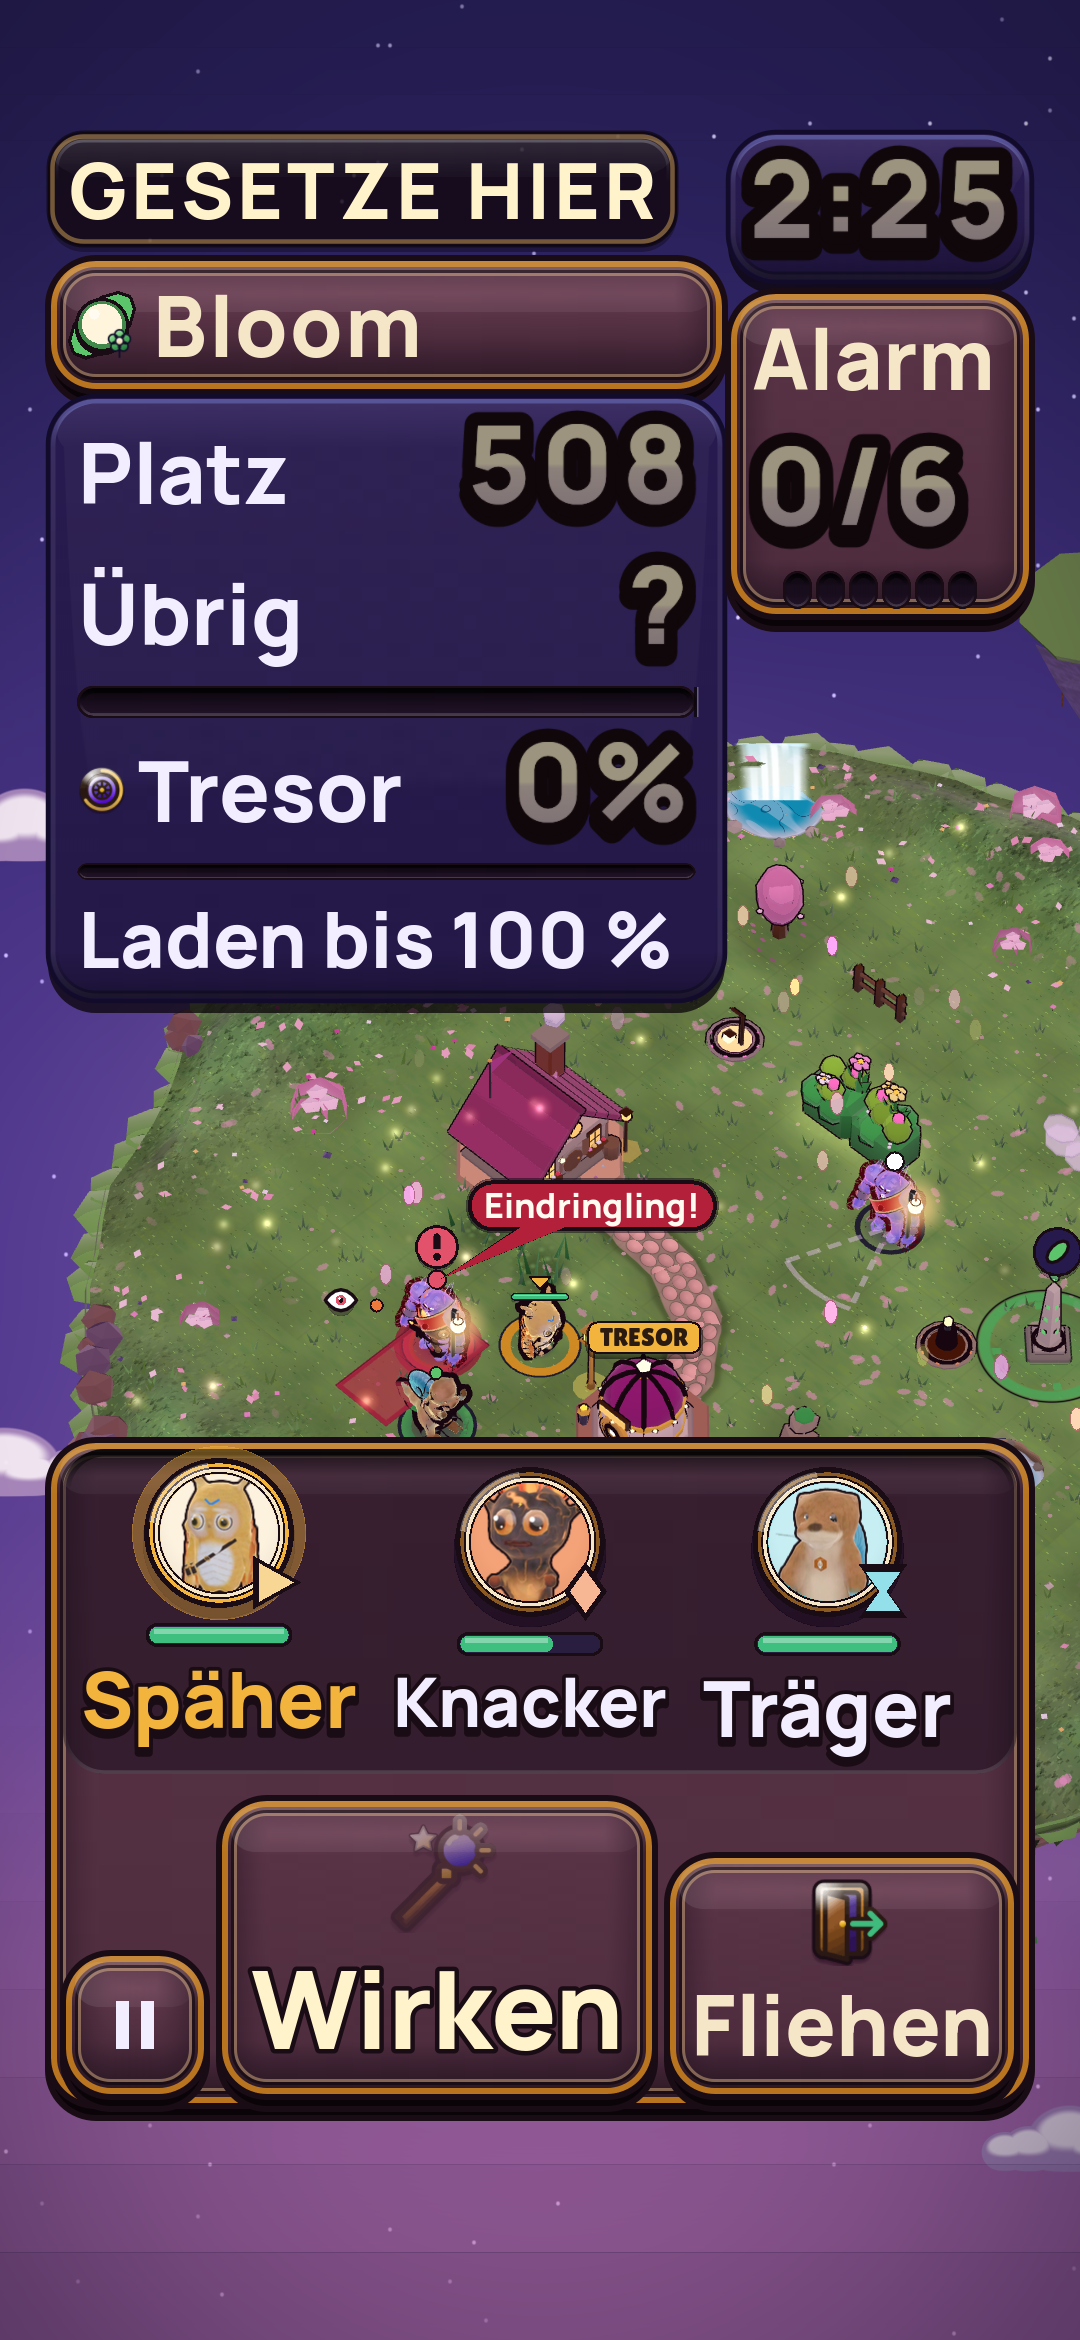 GESETZE HIER
2:25
Bloom
Alarm
0/6
Platz 508
Übrig ?
Tresor 0%
Laden bis 100 %
Eindringling!
TRESOR
Späher
Knacker
Träger
Wirken
Fliehen